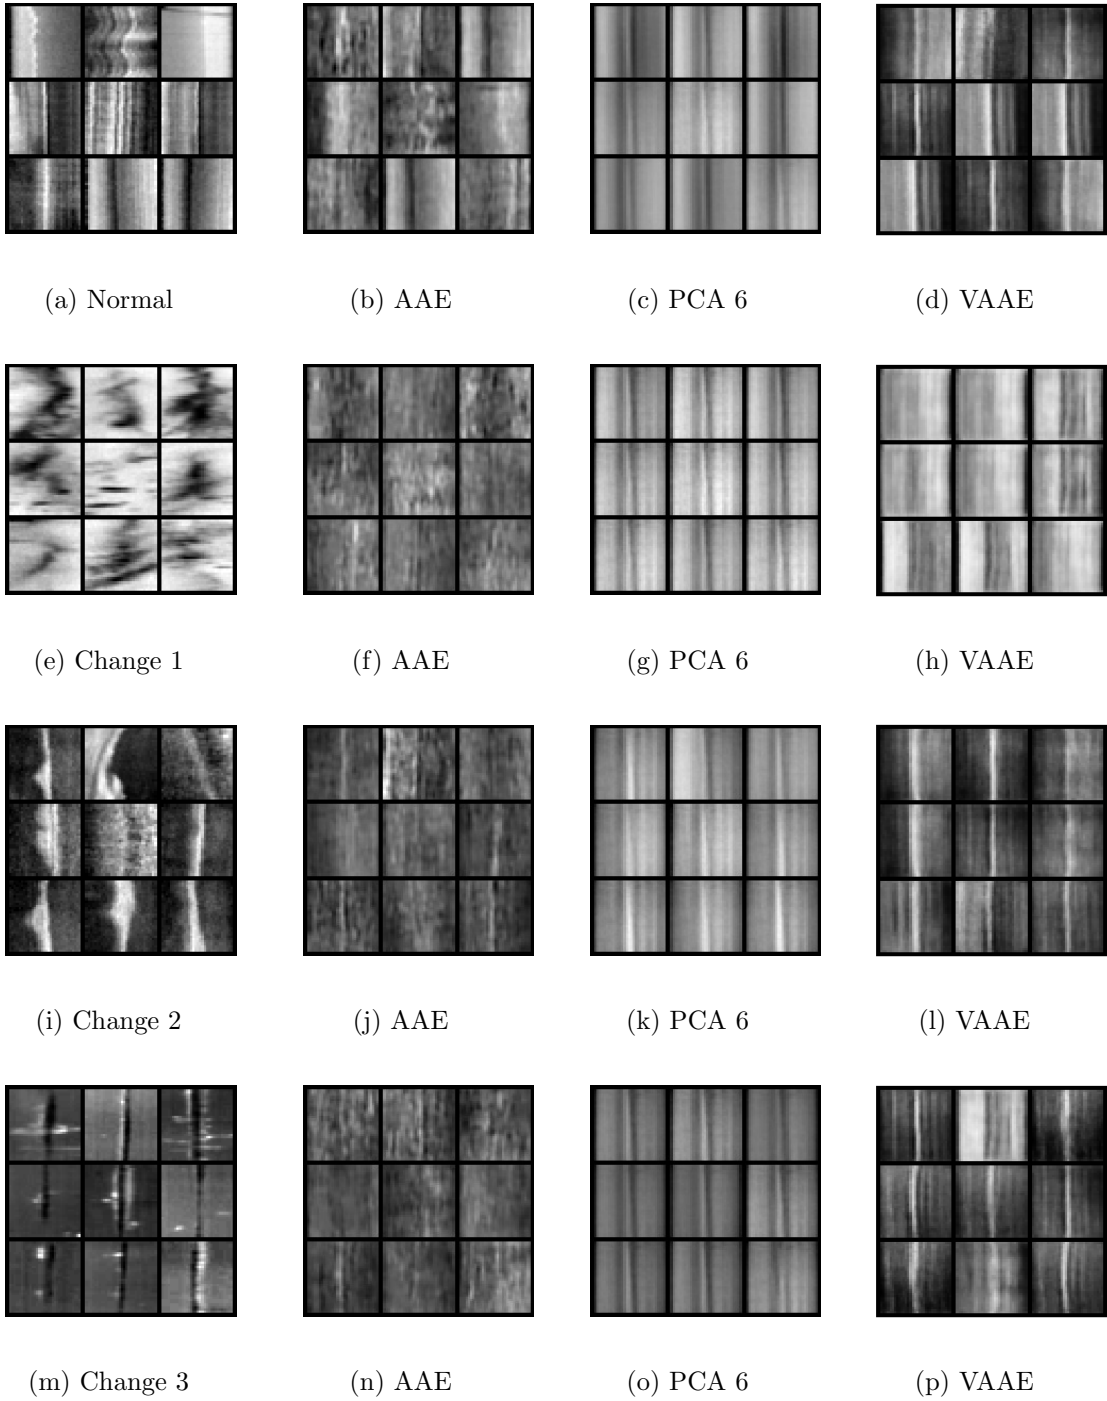 (a) Normal (b) AAE (c) PCA 6 (d) VAAE
(e) Change 1 (f) AAE (g) PCA 6 (h) VAAE
(i) Change 2 (j) AAE (k) PCA 6 (l) VAAE
(m) Change 3 (n) AAE (o) PCA 6 (p) VAAE